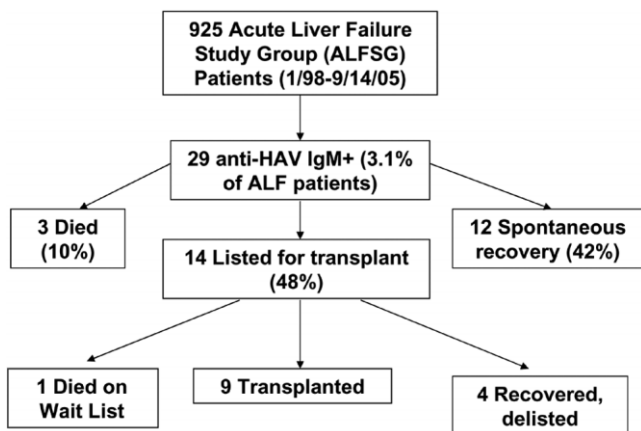 925 Acute Liver Failure
Study Group (ALFSG)
Patients (1/98-9/14/05)
29 anti-HAV IgM+ (3.1%
of ALF patients)
3 Died
(10%)
14 Listed for transplant
(48%)
12 Spontaneous
recovery (42%)
1 Died on
Wait List
9 Transplanted
4 Recovered,
delisted